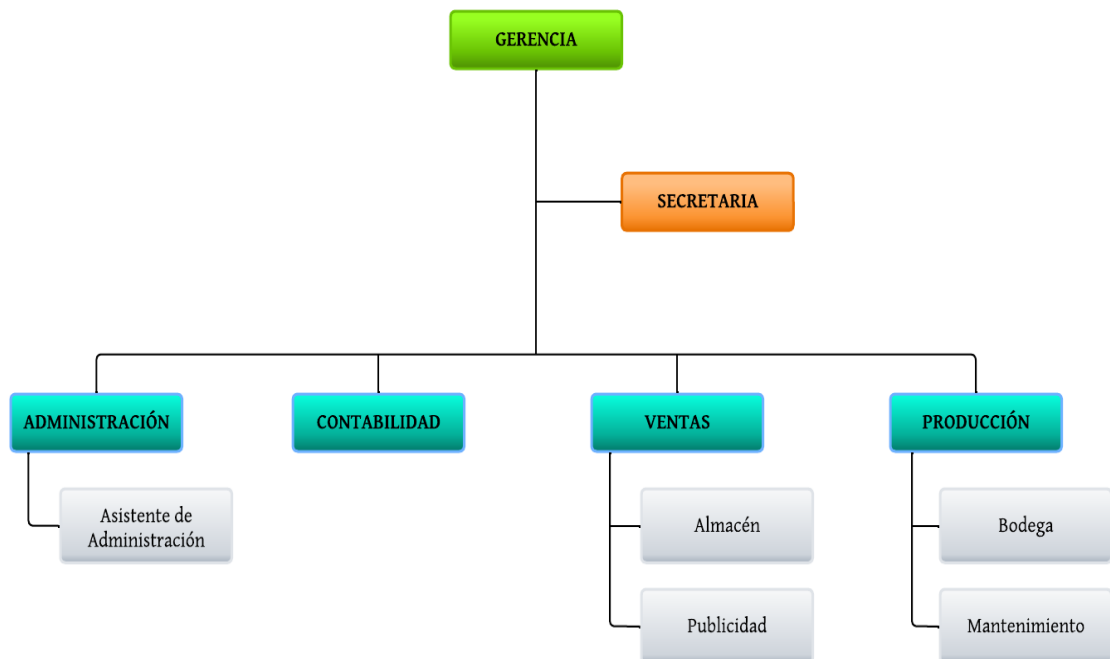 GERENCIA
SECRETARIA
ADMINISTRACIÓN
CONTABILIDAD
VENTAS
PRODUCCIÓN
Asistente de
Administración
Almacén
Bodega
Publicidad
Mantenimiento